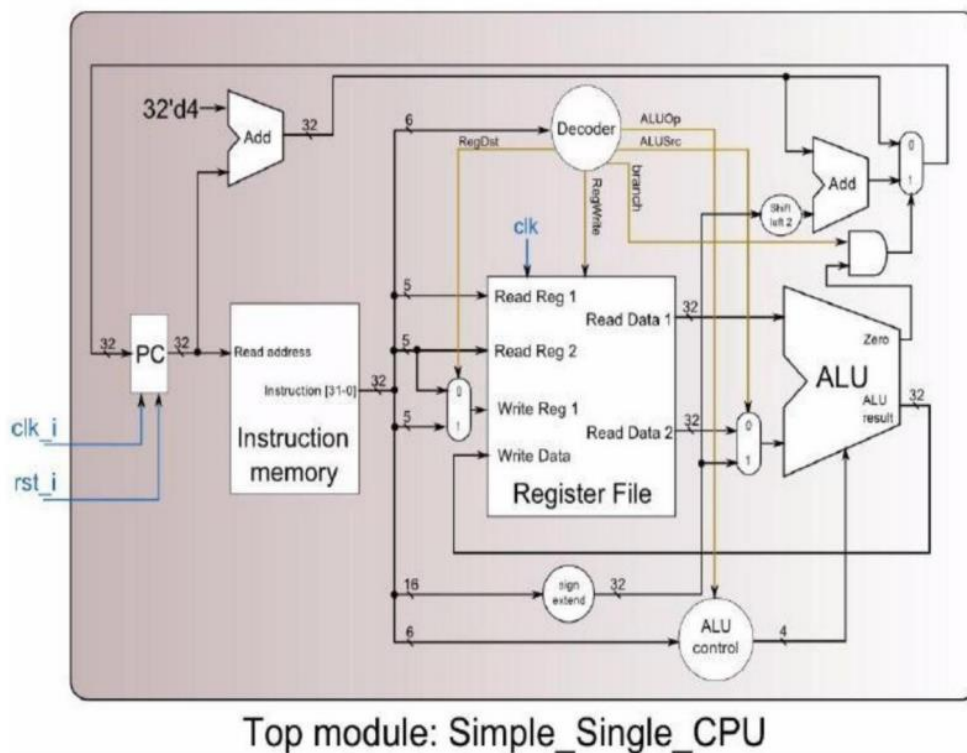 32'd4
Add
32
6
Decoder
ALUOp
ALUSrc
RegDst
RegWrite
branch
0
1
Add
Shift
left 2
clk
5
Read Reg 1
Read Data 1
32
5
Read Reg 2
32
PC
32
Read address
Instruction [31-0]
32
Instruction
memory
0
1
5
Write Reg 1
Write Data
Read Data 2
32
Register File
0
1
Zero
ALU
ALU
result
32
clk_i
rst_i
16
sign
extend
32
6
ALU
control
4
Top module: Simple_Single_CPU